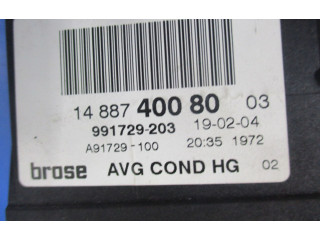 14 887 400 80 03
991729-203 19-02-04
A91729-100 20:35 1972
brose AVG COND HG 02